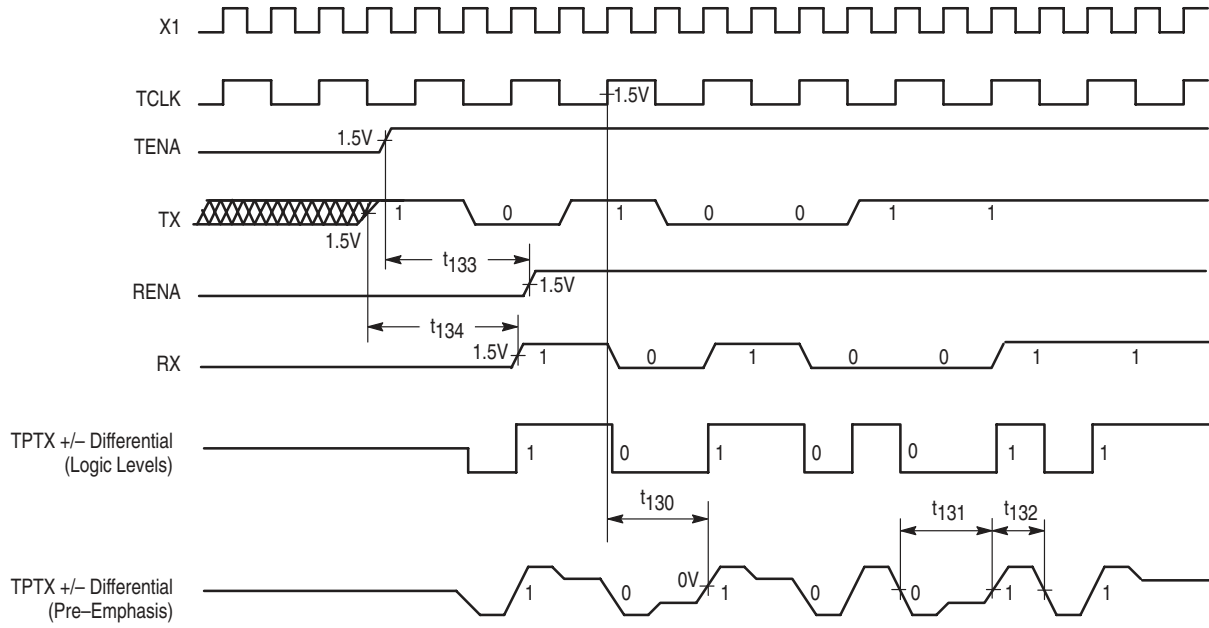 X1
TCLK
1.5V
TENA
1.5V
TX
1 0 1 0 0 1 1
1.5V
t133
RENA
1.5V
t134
RX
1.5V
1 0 1 0 0 1 1
TPTX +/– Differential
(Logic Levels)
1 0 1 0 0 1 1
t130
t131
t132
TPTX +/– Differential
(Pre–Emphasis)
0V
1 0 1 0 0 1 1